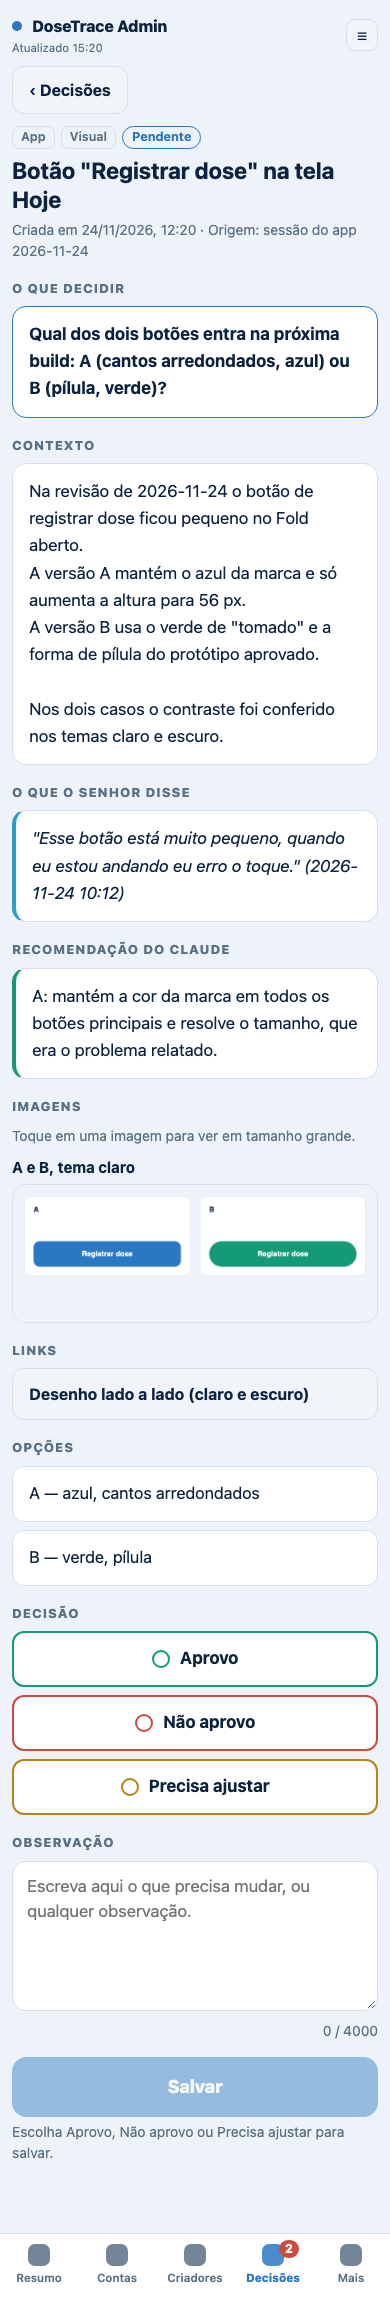 DoseTrace Admin
Atualizado 15:20
≡
‹ Decisões
App
Visual
Pendente
Botão "Registrar dose" na tela
Hoje
Criada em 24/11/2026, 12:20 · Origem: sessão do app
2026-11-24
O QUE DECIDIR
Qual dos dois botões entra na próxima
build: A (cantos arredondados, azul) ou
B (pílula, verde)?
CONTEXTO
Na revisão de 2026-11-24 o botão de
registrar dose ficou pequeno no Fold
aberto.
A versão A mantém o azul da marca e só
aumenta a altura para 56 px.
A versão B usa o verde de "tomado" e a
forma de pílula do protótipo aprovado.
Nos dois casos o contraste foi conferido
nos temas claro e escuro.
O QUE O SENHOR DISSE
"Esse botão está muito pequeno, quando
eu estou andando eu erro o toque." (2026-
11-24 10:12)
RECOMENDAÇÃO DO CLAUDE
A: mantém a cor da marca em todos os
botões principais e resolve o tamanho, que
era o problema relatado.
IMAGENS
Toque em uma imagem para ver em tamanho grande.
A e B, tema claro
A
B
Registrar dose
Registrar dose
LINKS
Desenho lado a lado (claro e escuro)
OPÇÕES
A — azul, cantos arredondados
B — verde, pílula
DECISÃO
Aprovo
Não aprovo
Precisa ajustar
OBSERVAÇÃO
Escreva aqui o que precisa mudar, ou
qualquer observação.
0 / 4000
Salvar
Escolha Aprovo, Não aprovo ou Precisa ajustar para
salvar.
2
Resumo
Contas
Criadores
Decisões
Mais